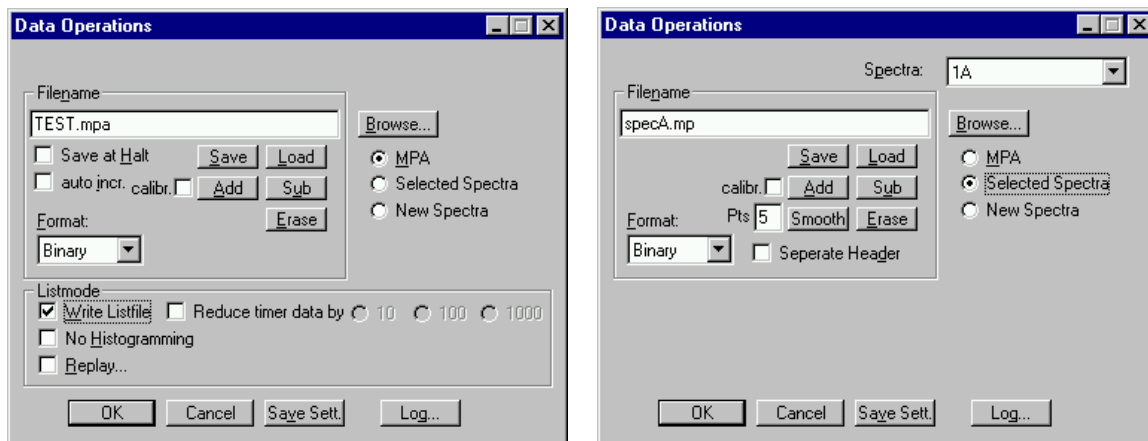 Data Operations
Filename
TEST.mpa
Browse...
Save at Halt Save Load
MPA
auto incr. calibr. Add Sub
Selected Spectra
Format: Erase
New Spectra
Binary
Listmode
Write Listfile Reduce timer data by 10 100 1000
No Histogramming
Replay...
OK Cancel Save Sett. Log...
Data Operations
Spectra: 1A
Filename
specA.mp
Browse...
Save Load
MPA
calibr. Add Sub
Selected Spectra
Format: Pts 5 Smooth Erase
New Spectra
Binary Seperate Header
OK Cancel Save Sett. Log...